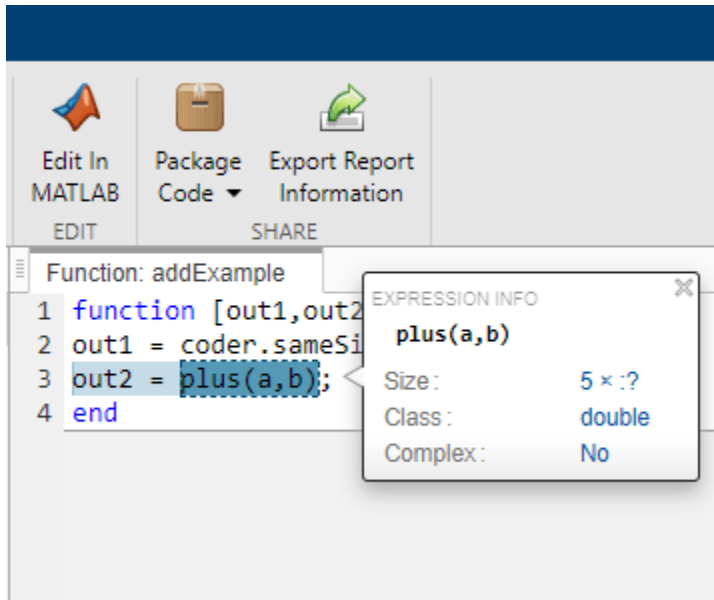 Edit In MATLAB
Package Code
Export Report Information
EDIT
SHARE
Function: addExample
1 function [out1,out2
2 out1 = coder.sameSi
3 out2 = plus(a,b);
4 end
EXPRESSION INFO
plus(a,b)
Size: 5 × :?
Class: double
Complex: No